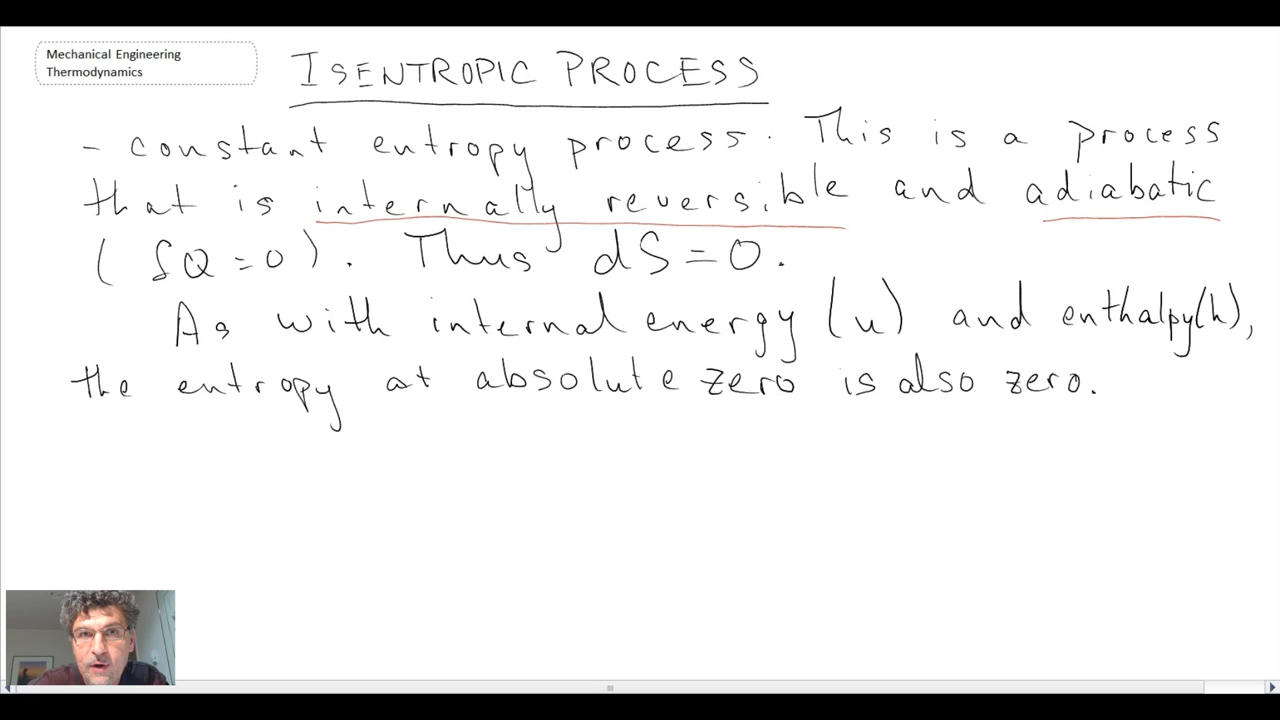 Mechanical Engineering
Thermodynamics
ISENTROPIC PROCESS
- constant entropy process. This is a process
that is internally reversible and adiabatic
(δQ=0). Thus dS=0.
As with internal energy (u) and enthalpy(h),
the entropy at absolute zero is also zero.